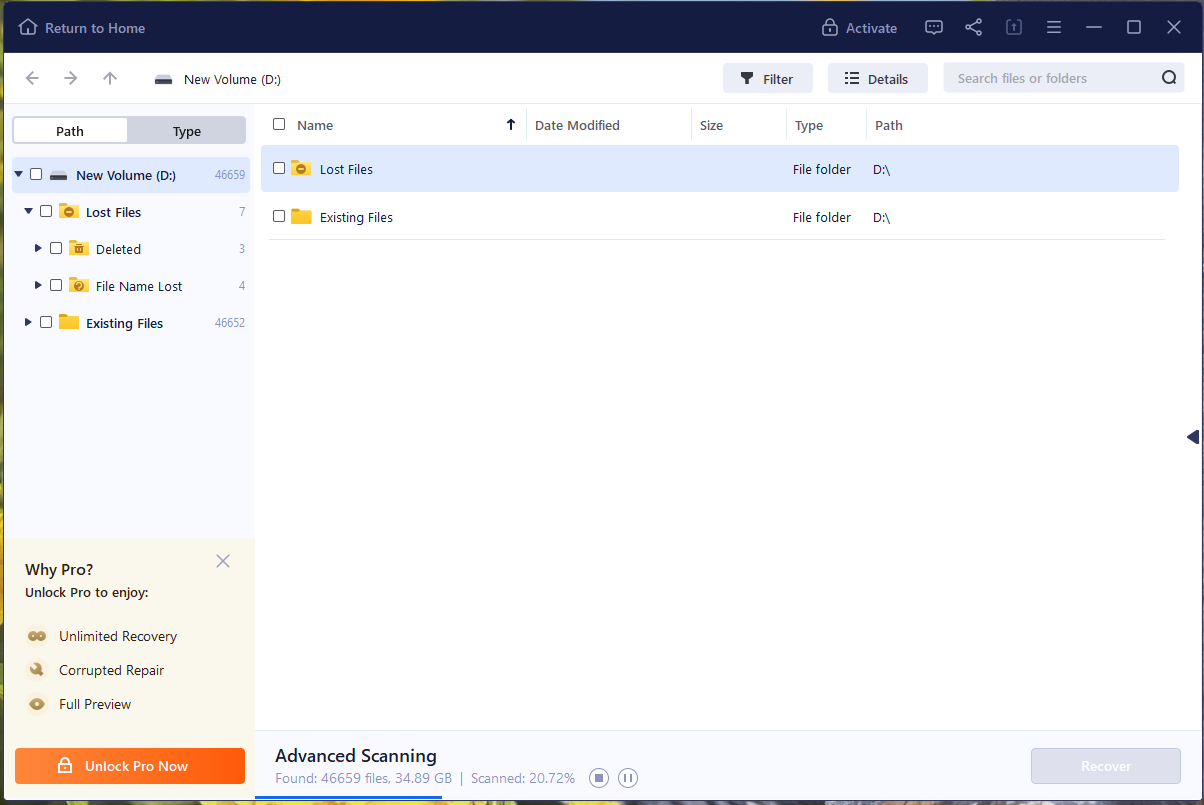 Return to Home
Activate
New Volume (D:)
Filter
Details
Search files or folders
Path
Type
Name
Date Modified
Size
Type
Path
New Volume (D:)
46659
Lost Files
7
Deleted
3
File Name Lost
4
Existing Files
46652
Lost Files
File folder
D:\
Existing Files
File folder
D:\
Why Pro?
Unlock Pro to enjoy:
Unlimited Recovery
Corrupted Repair
Full Preview
Unlock Pro Now
Advanced Scanning
Found: 46659 files, 34.89 GB | Scanned: 20.72%
Recover